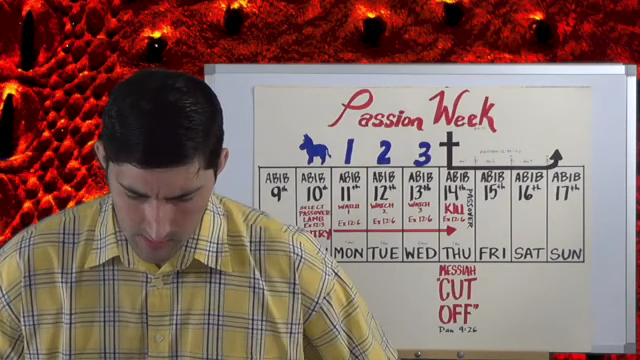 Passion Week
1 2 3
ABIB ABIB ABIB ABIB ABIB ABIB ABIB ABIB ABIB
9th 10th 11th 12th 13th 14th 15th 16th 17th
SELECT PASSOVER LAMB Ex 12:3
WATCH 1 Ex 12:6
WATCH 2 Ex 12:6
WATCH 3 Ex 12:6
KILL Ex 12:6
PASSOVER
MON TUE WED THU FRI SAT SUN
MESSIAH
"CUT
OFF"
Dan 9:26